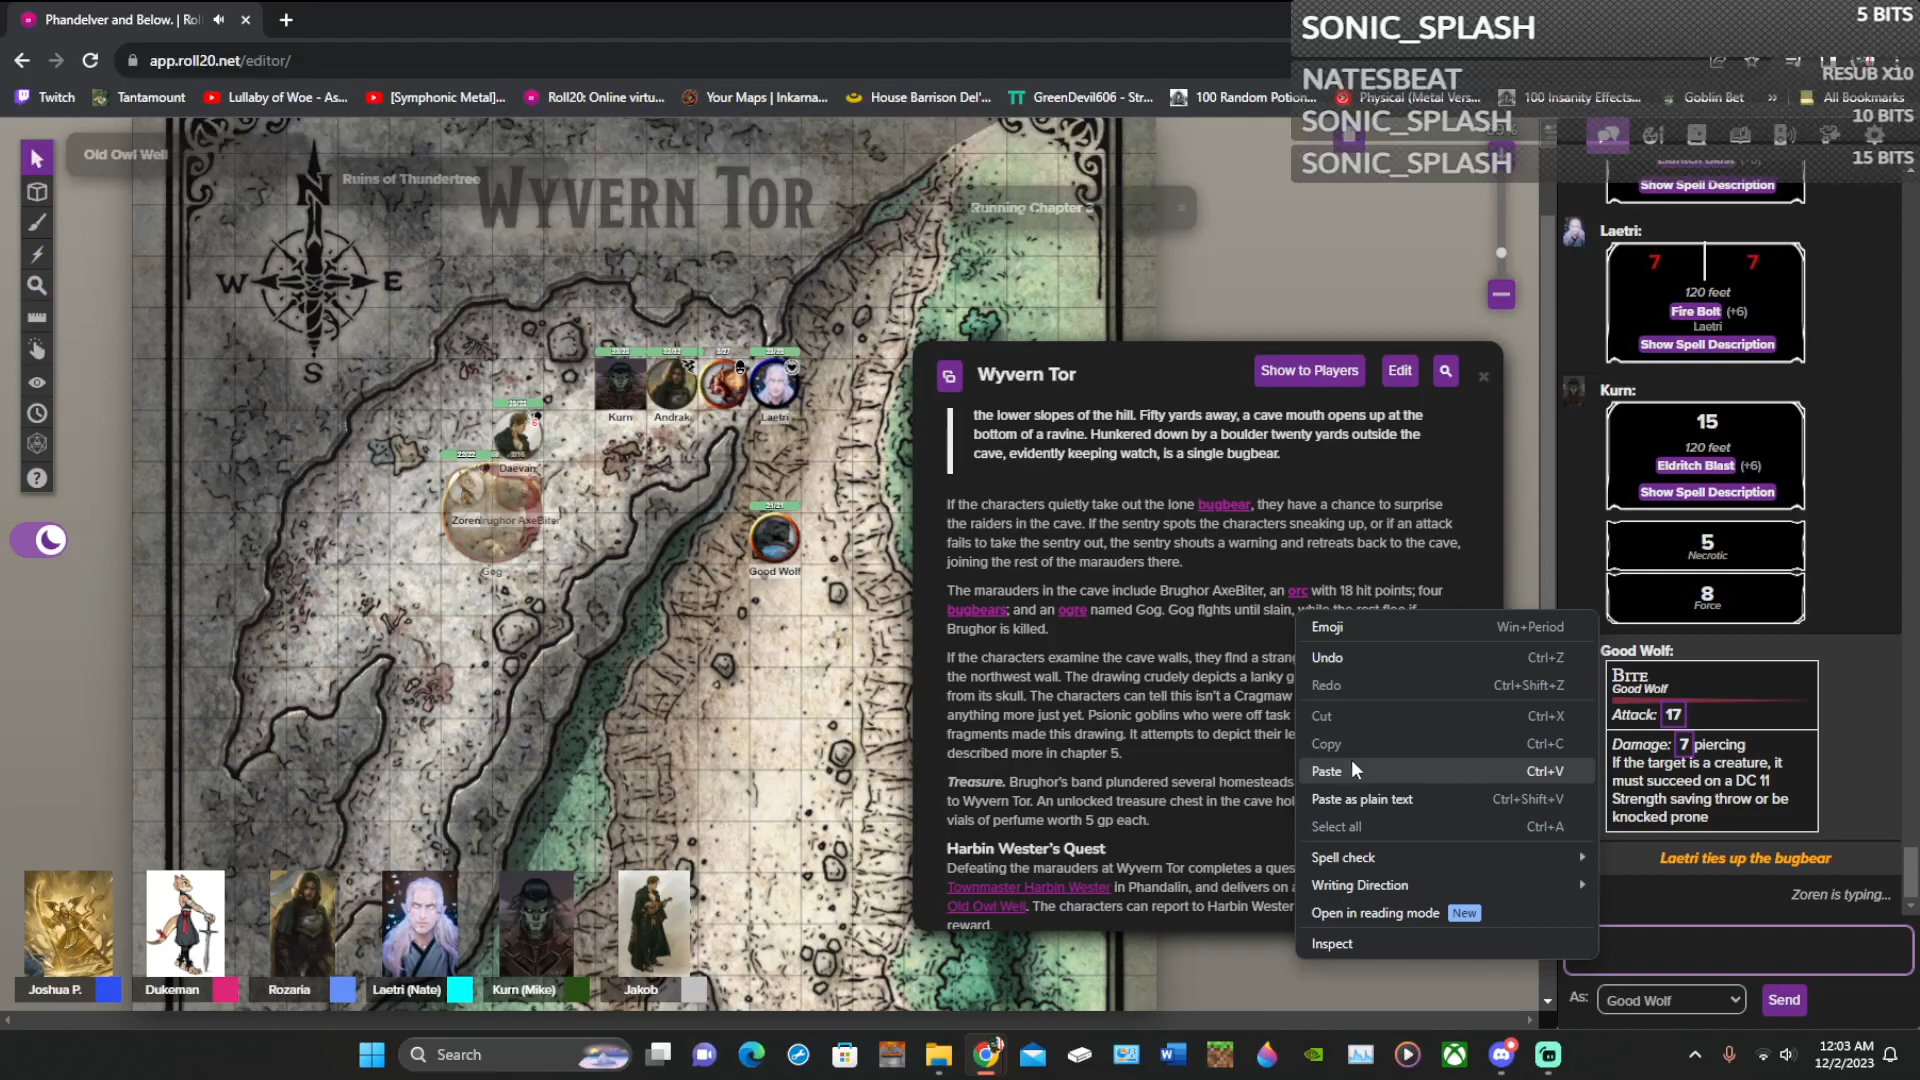 Phandelver and Below. | Rol
SONIC_SPLASH 5 BITS
app.roll20.net/editor/
NATESBEAT RESUB X10
Twitch
Tantamount
Lullaby of Woe - As...
[Symphonic Metal]...
Roll20: Online virtu...
Your Maps | Inkarna...
House Barrison Del'...
GreenDevil606 - Str...
100 Random Potion...
Physical (Metal Vers...
100 Insanity Effects...
Goblin Bet
»
All Bookmarks
SONIC_SPLASH 10 BITS
SONIC_SPLASH 15 BITS
Old Owl Well
Ruins of Thundertree
WYVERN TOR
Running Chapter 3
N
W E
S
Kurn
Andrak
Laetri
Daevan
Zoren
Brughor AxeBiter
Gog
21/21
Good Wolf
Wyvern Tor
Show to Players
Edit
the lower slopes of the hill. Fifty yards away, a cave mouth opens up at the
bottom of a ravine. Hunkered down by a boulder twenty yards outside the
cave, evidently keeping watch, is a single bugbear.
If the characters quietly take out the lone bugbear, they have a chance to surprise
the raiders in the cave. If the sentry spots the characters sneaking up, or if an attack
fails to take the sentry out, the sentry shouts a warning and retreats back to the cave,
joining the rest of the marauders there.
The marauders in the cave include Brughor AxeBiter, an orc with 18 hit points; four
bugbears; and an ogre named Gog. Gog fights until slain, while the rest flee if
Brughor is killed.
If the characters examine the cave walls, they find a strang
the northwest wall. The drawing crudely depicts a lanky g
from its skull. The characters can tell this isn't a Cragmaw
anything more just yet. Psionic goblins who were off task
fragments made this drawing. It attempts to depict their le
described more in chapter 5.
Treasure. Brughor's band plundered several homesteads
to Wyvern Tor. An unlocked treasure chest in the cave hol
vials of perfume worth 5 gp each.
Harbin Wester's Quest
Defeating the marauders at Wyvern Tor completes a ques
Townmaster Harbin Wester in Phandalin, and delivers on a
Old Owl Well. The characters can report to Harbin Wester
reward.
Emoji Win+Period
Undo Ctrl+Z
Redo Ctrl+Shift+Z
Cut Ctrl+X
Copy Ctrl+C
Paste Ctrl+V
Paste as plain text Ctrl+Shift+V
Select all Ctrl+A
Spell check
Writing Direction
Open in reading mode New
Inspect
Eldritch Blast
Show Spell Description
Laetri:
7 7
120 feet
Fire Bolt (+6)
Laetri
Show Spell Description
Kurn:
15
120 feet
Eldritch Blast (+6)
Show Spell Description
5
Necrotic
8
Force
Good Wolf:
BITE
Good Wolf
Attack: 17
Damage: 7 piercing
If the target is a creature, it
must succeed on a DC 11
Strength saving throw or be
knocked prone
Laetri ties up the bugbear
Zoren is typing...
As: Good Wolf Send
Joshua P.
Dukeman
Rozaria
Laetri (Nate)
Kurn (Mike)
Jakob
Search
12:03 AM
12/2/2023